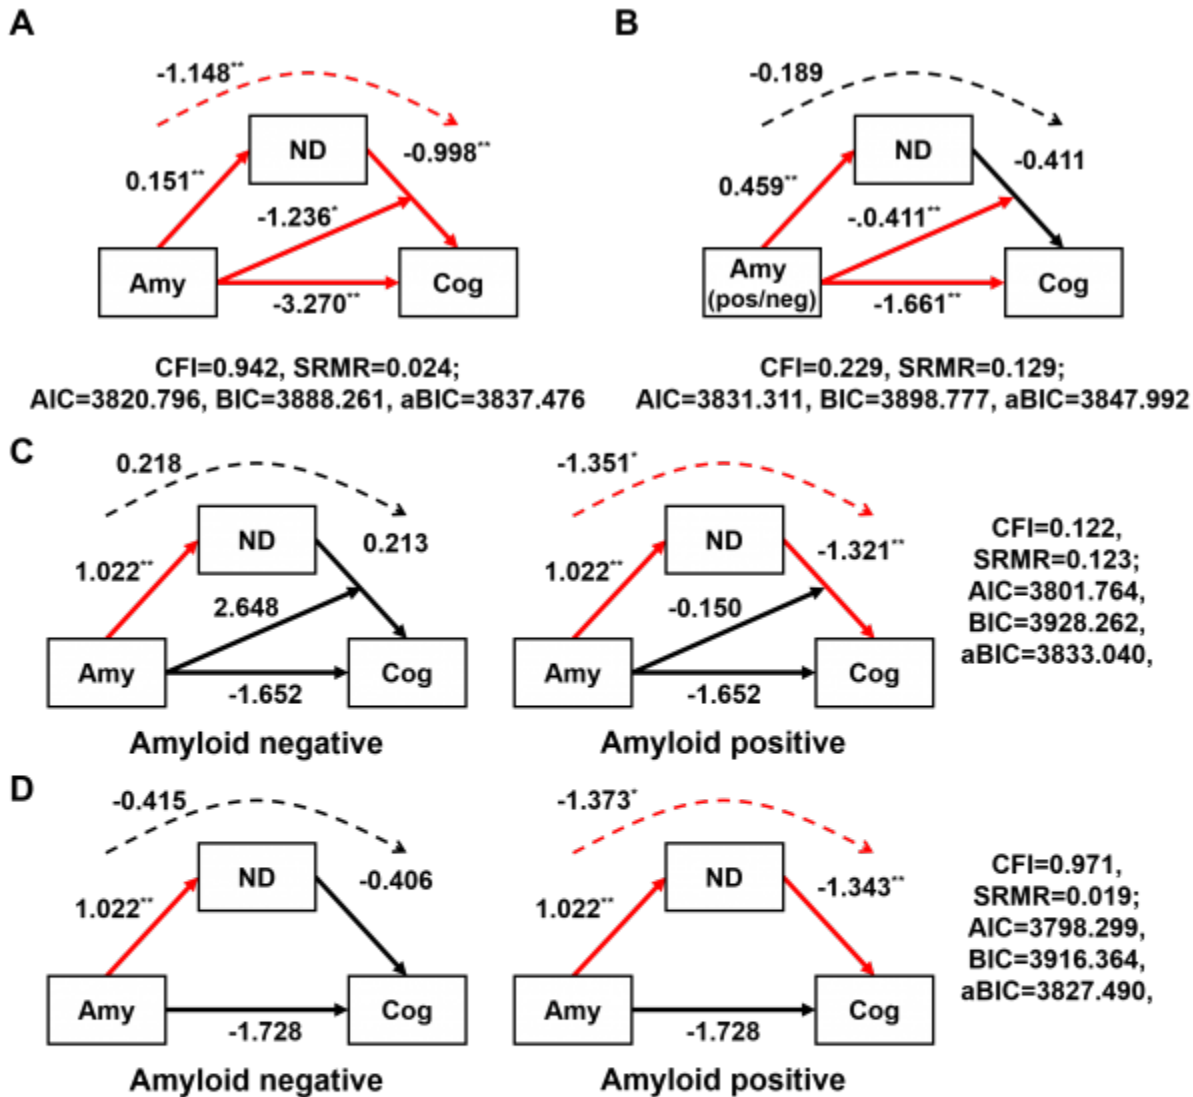 A
-1.148**
ND
-0.998**
0.151**
-1.236*
Amy
Cog
-3.270**
CFI=0.942, SRMR=0.024;
AIC=3820.796, BIC=3888.261, aBIC=3837.476
B
-0.189
ND
-0.411
0.459**
-.0.411**
Amy
(pos/neg)
Cog
-1.661**
CFI=0.229, SRMR=0.129;
AIC=3831.311, BIC=3898.777, aBIC=3847.992
C
0.218
ND
0.213
1.022**
2.648
Amy
Cog
-1.652
Amyloid negative
-1.351*
ND
-1.321**
1.022**
-0.150
Amy
Cog
-1.652
Amyloid positive
CFI=0.122,
SRMR=0.123;
AIC=3801.764,
BIC=3928.262,
aBIC=3833.040,
D
-0.415
ND
-0.406
1.022**
Amy
Cog
-1.728
Amyloid negative
-1.373*
ND
-1.343**
1.022**
Amy
Cog
-1.728
Amyloid positive
CFI=0.971,
SRMR=0.019;
AIC=3798.299,
BIC=3916.364,
aBIC=3827.490,